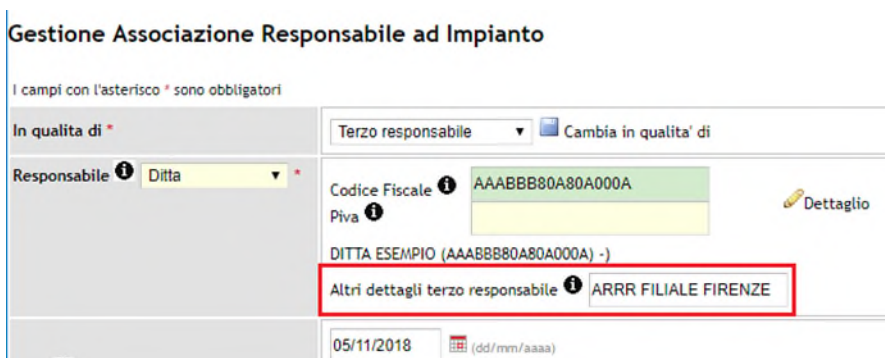 Gestione Associazione Responsabile ad Impianto
I campi con l'asterisco * sono obbligatori
In qualita di * Terzo responsabile Cambia in qualita' di
Responsabile Ditta *
Codice Fiscale AAABBB80A80A000A
Piva
Dettaglio
DITTA ESEMPIO (AAABBB80A80A000A) -)
Altri dettagli terzo responsabile ARRR FILIALE FIRENZE
05/11/2018 (dd/mm/aaaa)